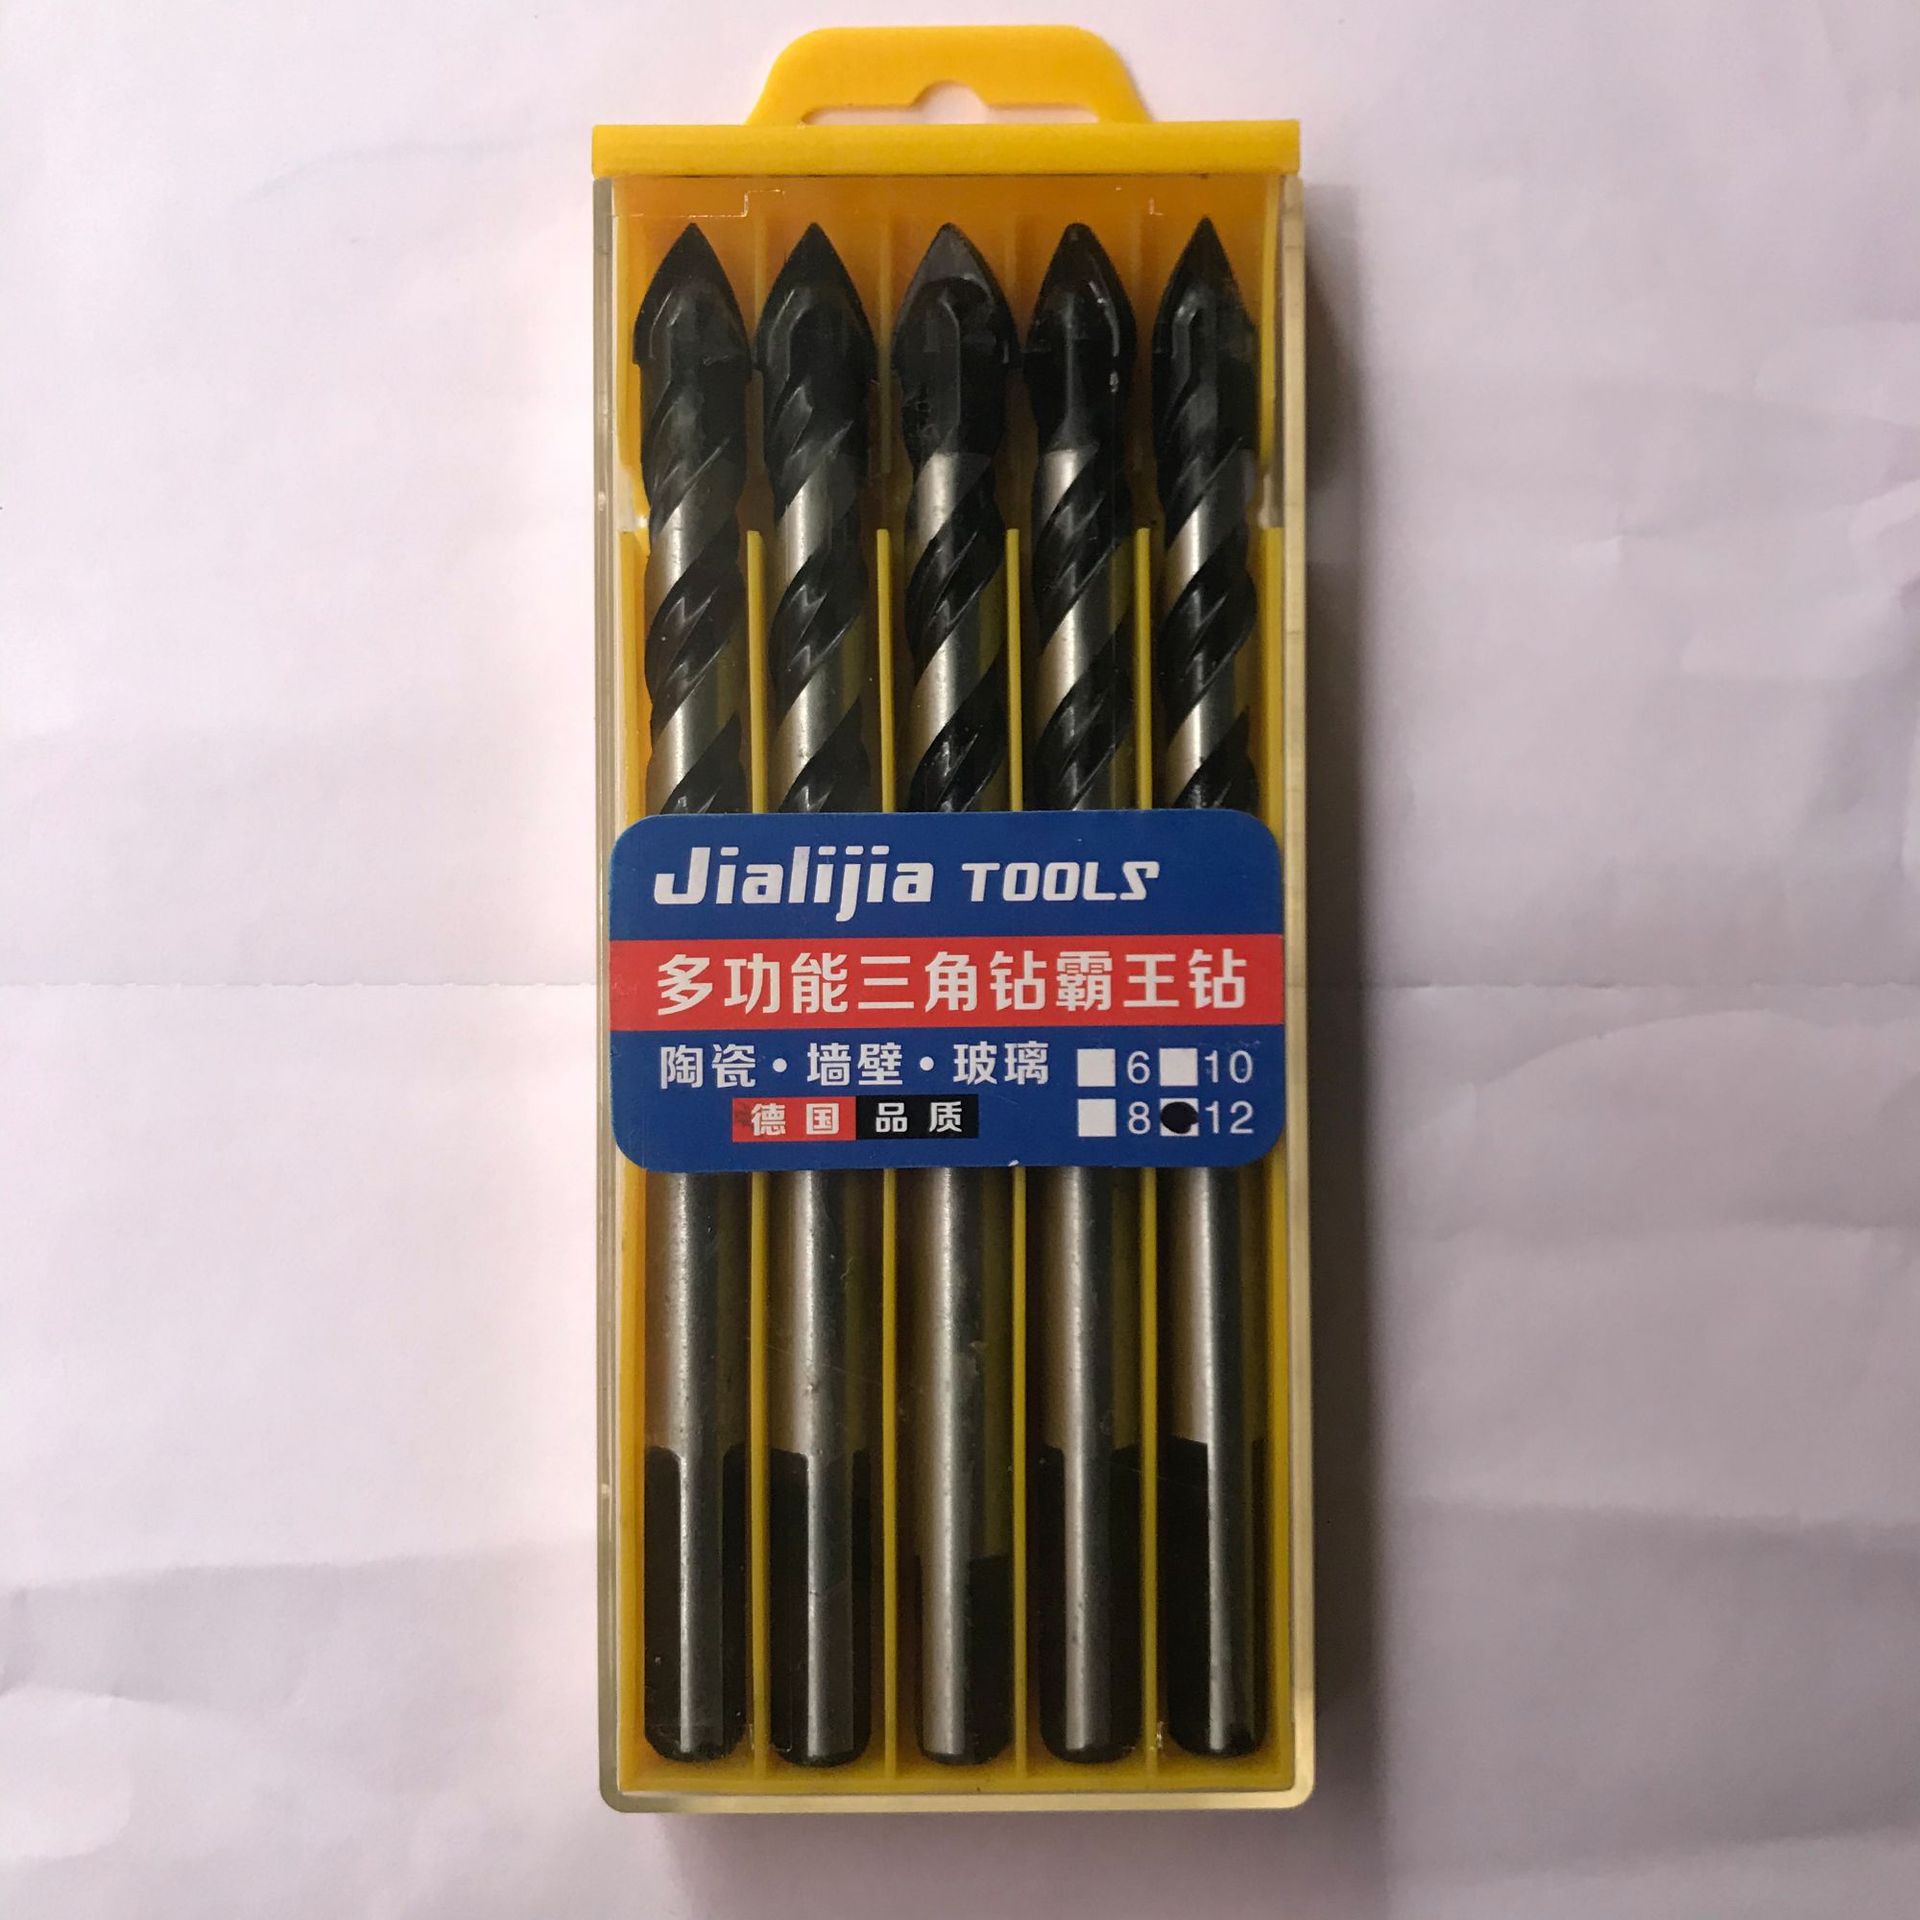 Jialijia TOOLS
多功能三角钻霸王钻
陶瓷·墙壁·玻璃
6 10
德国品质
8 12